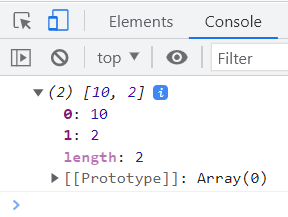 Elements Console
top Filter
(2) [10, 2] i
0: 10
1: 2
length: 2
[[Prototype]]: Array(0)